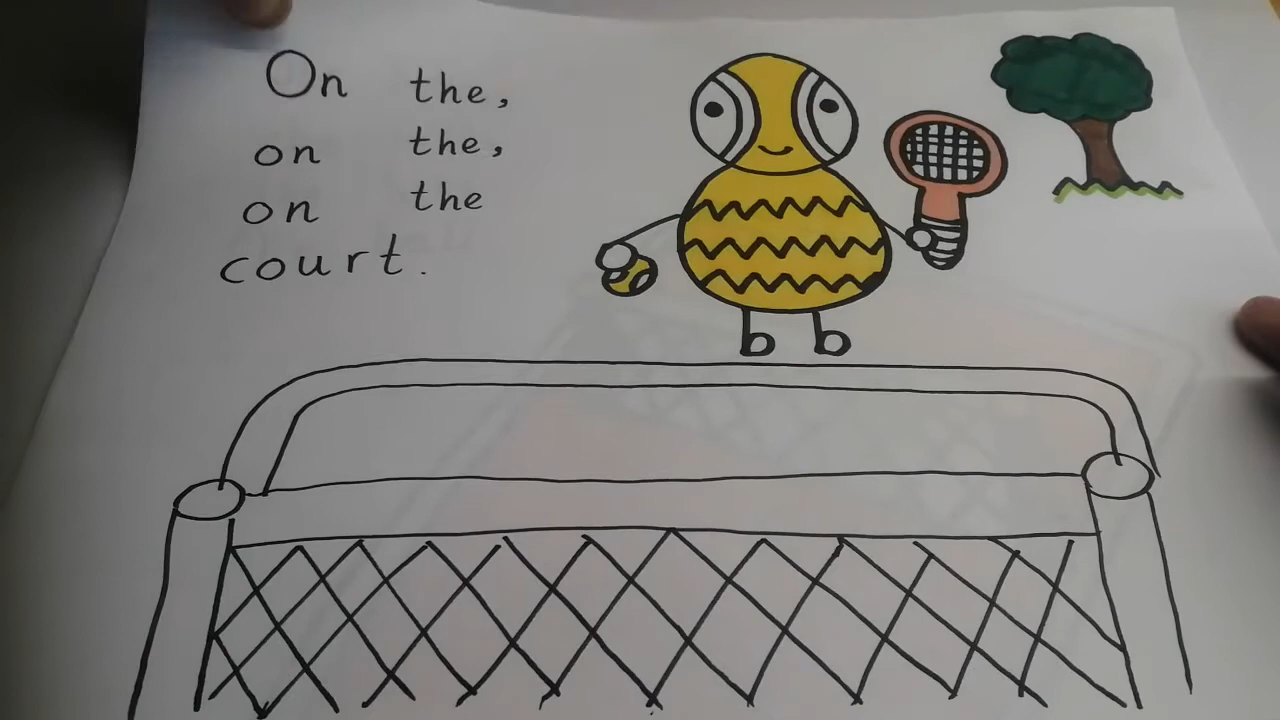 On the,
on the,
on the
court.